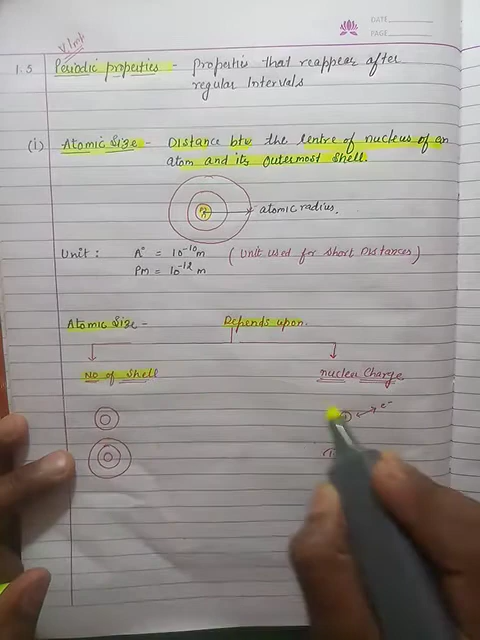 DATE
PAGE
V/Imp
1.5 Periodic properties - Properties that reappear after
regular Intervals
(i) Atomic Size - Distance btw the centre of nucleus of an
atom and its outermost shell.
atomic radius.
Unit : A° = 10⁻¹⁰m (Unit used for short Distances)
PM = 10⁻¹² m
Atomic Size - Depends upon.
No of shell nuclear Charge
e⁻